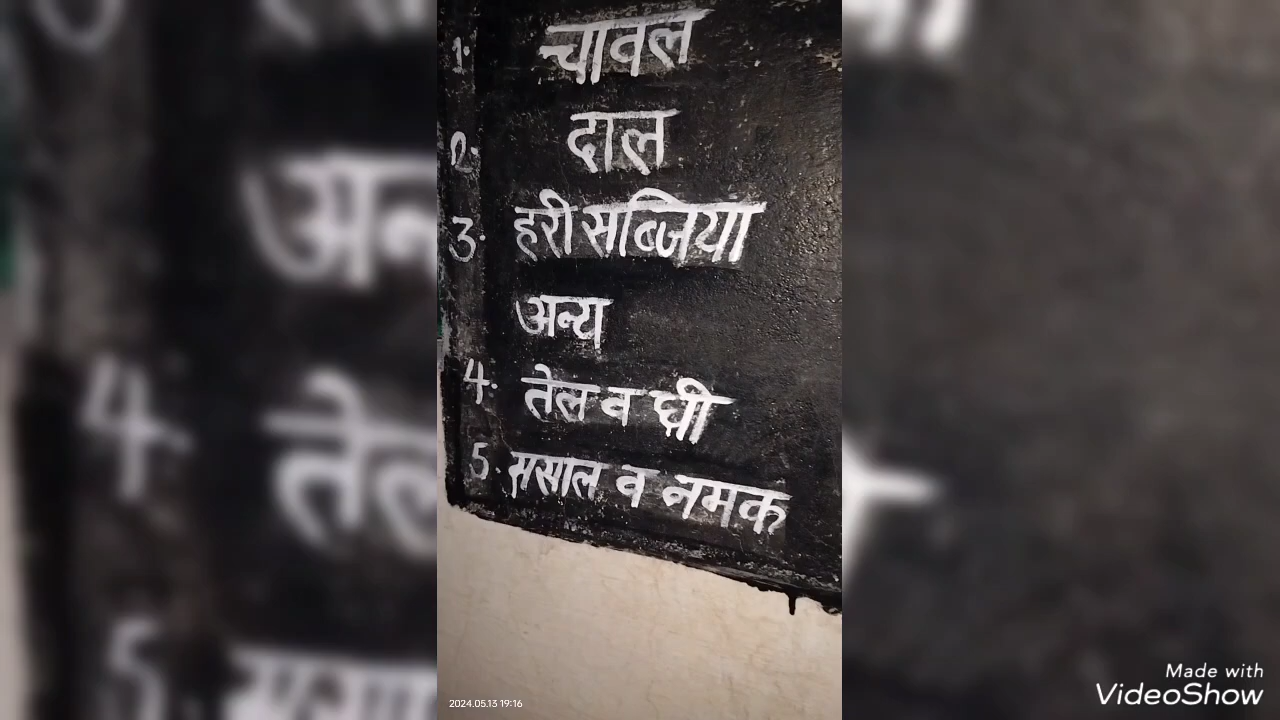 1. चावल
2. दाल
3. हरी सब्जिया
अन्य
4. तेल व घी
5. मसाल व नमक
2024.05.13 19:16
Made with
VideoShow